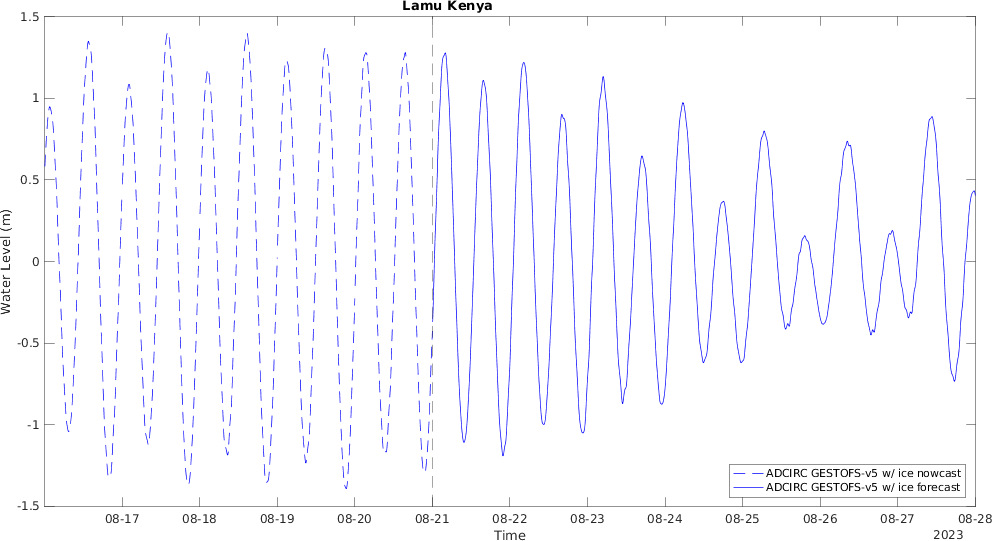 Lamu Kenya
1.5
1
0.5
0
-0.5
-1
-1.5
Water Level (m)
08-17 08-18 08-19 08-20 08-21 08-22 08-23 08-24 08-25 08-26 08-27 08-28
Time
2023
ADCIRC GESTOFS-v5 w/ ice nowcast
ADCIRC GESTOFS-v5 w/ ice forecast